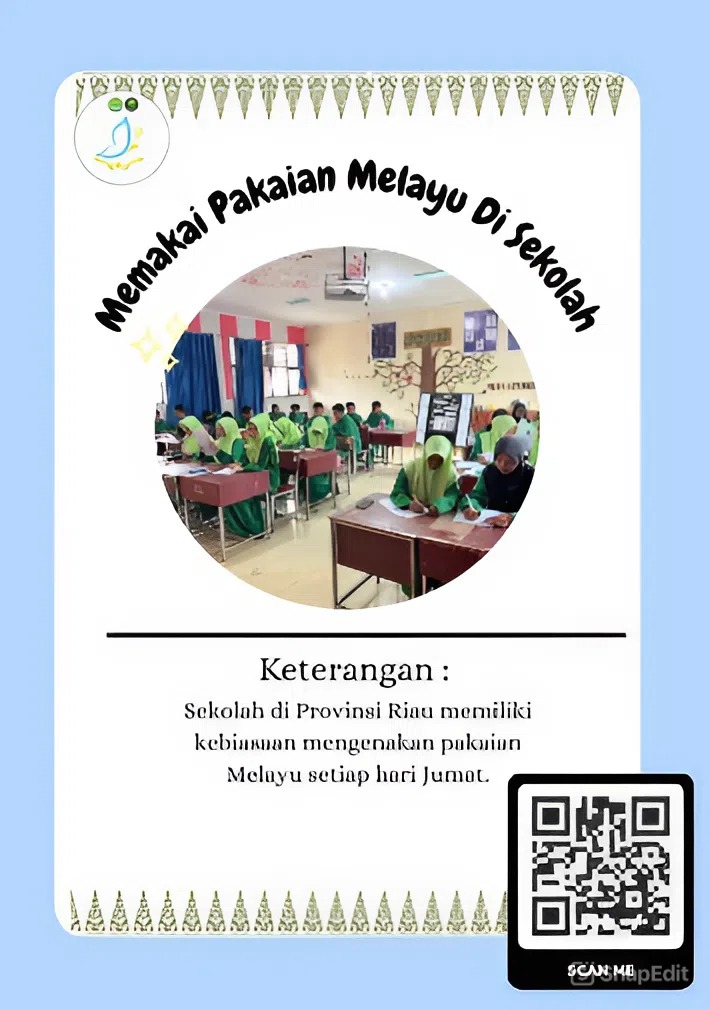 Memakai Pakaian Melayu Di Sekolah
Keterangan :
Sekolah di Provinsi Riau memiliki
kebiasaan mengenakan pakaian
Melayu setiap hari Jumat.
SCAN ME
SnapEdit